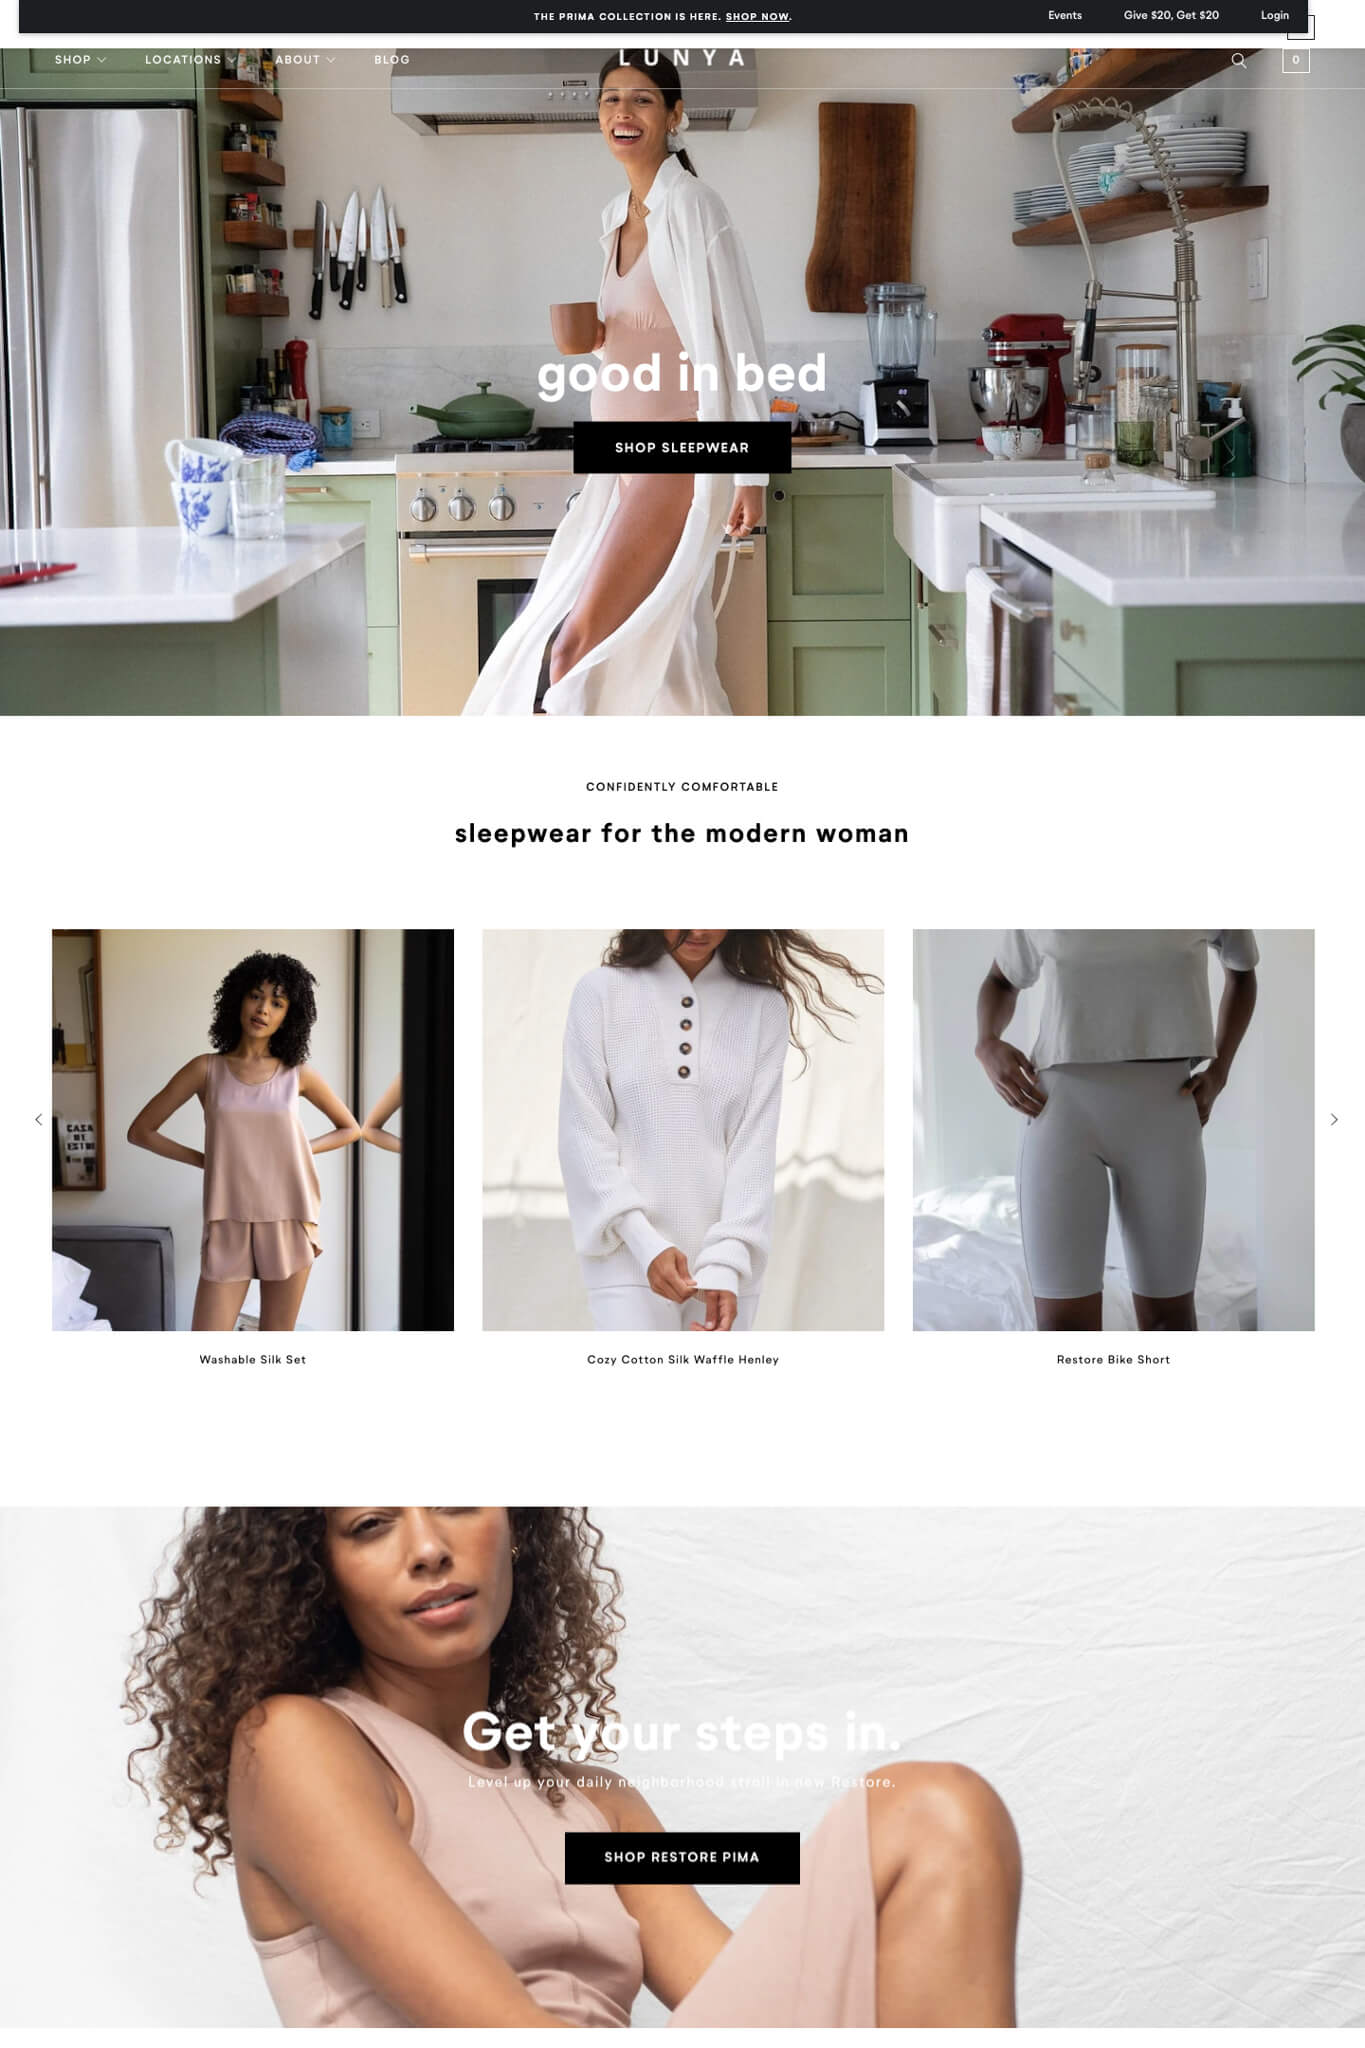 THE PRIMA COLLECTION IS HERE. SHOP NOW.
Events
Give $20, Get $20
Login
SHOP
LOCATIONS
ABOUT
BLOG
LUNYA
0
good in bed
SHOP SLEEPWEAR
CONFIDENTLY COMFORTABLE
sleepwear for the modern woman
CASA
DE
Washable Silk Set
Cozy Cotton Silk Waffle Henley
Restore Bike Short
Get your steps in.
Level up your daily neighborhood stroll in new Restore.
SHOP RESTORE PIMA